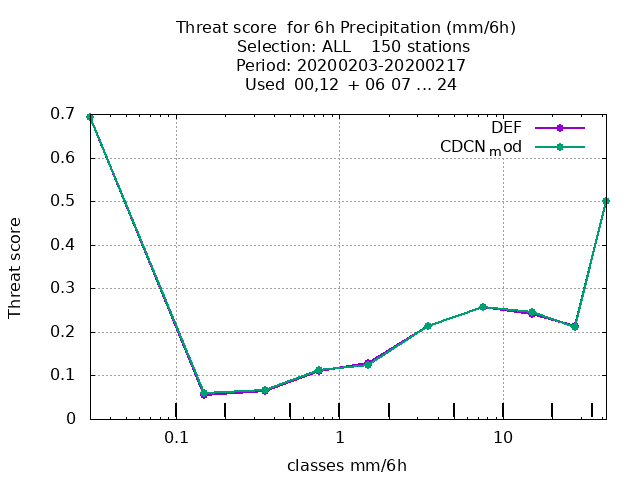 Threat score  for 6h Precipitation (mm/6h)
Selection: ALL    150 stations
Period: 20200203-20200217
Used  00,12  + 06 07 ... 24
DEF
CDCNmod
0.7
0.6
0.5
0.4
0.3
0.2
0.1
0
Threat score
0.1
1
10
classes mm/6h